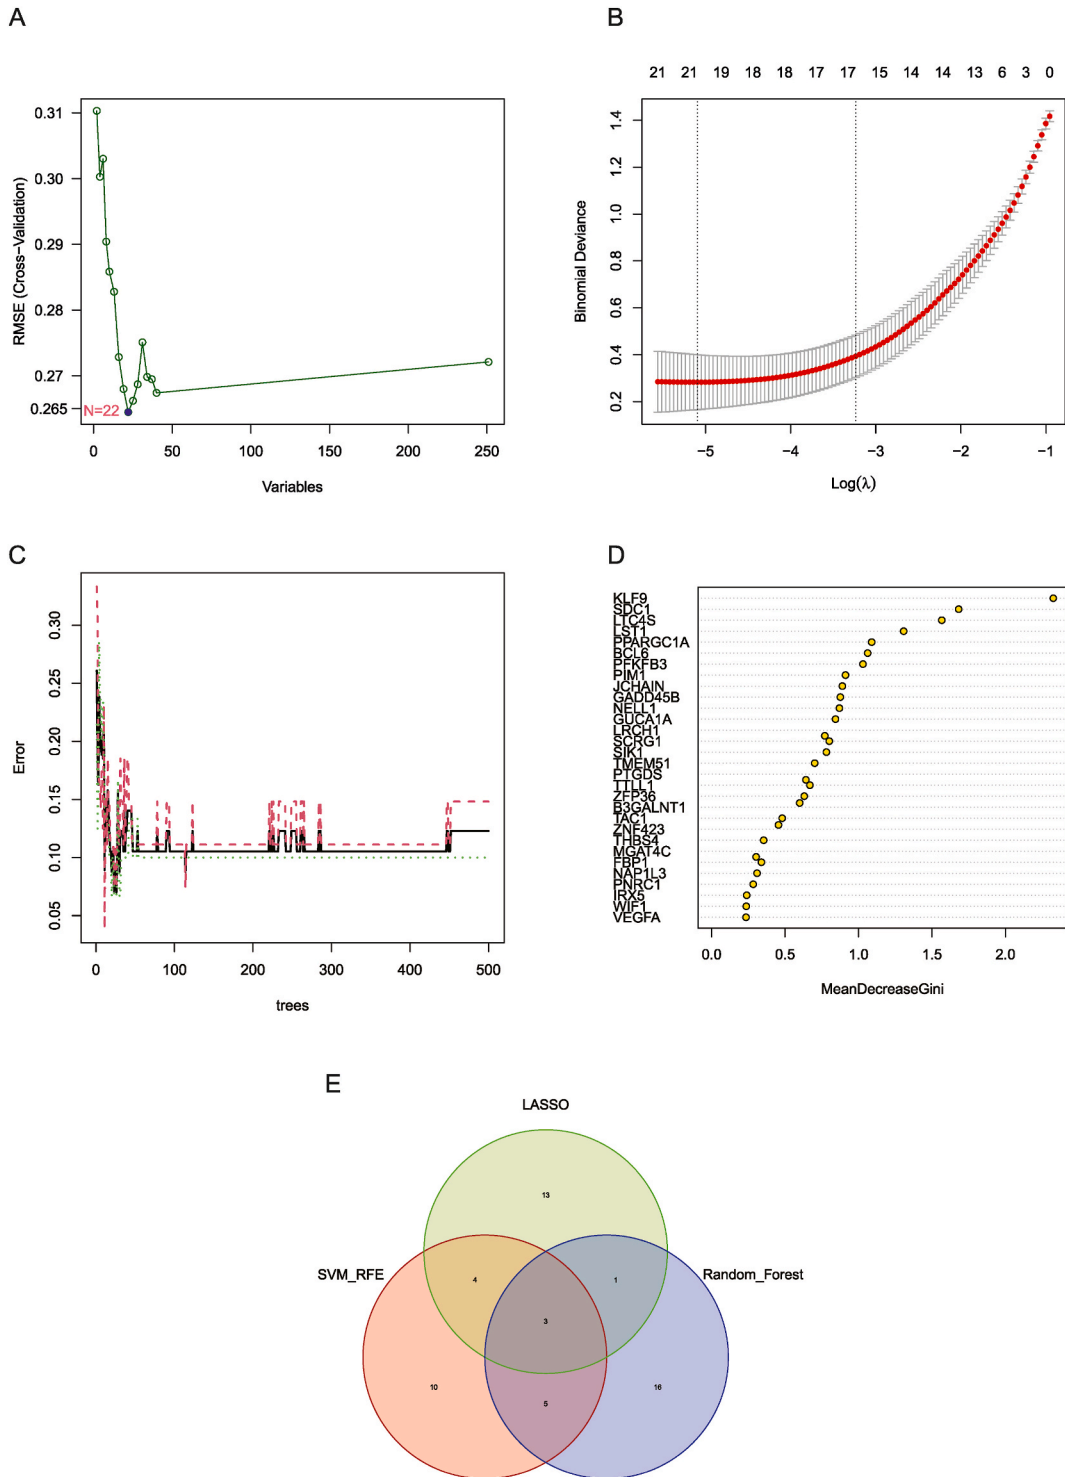 A
RMSE (Cross-Validation)
0.31
0.30
0.29
0.28
0.27
0.265
N=22
0 50 100 150 200 250
Variables
B
21 21 19 18 18 17 17 15 14 14 13 6 3 0
Binomial Deviance
1.4
1.2
1.0
0.8
0.6
0.4
0.2
−5 −4 −3 −2 −1
Log(λ)
C
Error
0.30
0.25
0.20
0.15
0.10
0.05
0 100 200 300 400 500
trees
D
KLF9
SDC1
LTC4S
LST1
PPARGC1A
BCL6
PFKFB3
PIM1
JCHAIN
GADD45B
NELL1
GUCA1A
LRCH1
SCRG1
SIK1
TMEM51
PTGDS
TTLL1
ZFP36
B3GALNT1
TAC1
ZNF423
THBS4
MGAT4C
FBP1
NAP1L3
PNRC1
IRX5
WIF1
VEGFA
0.0 0.5 1.0 1.5 2.0
MeanDecreaseGini
E
LASSO
13
SVM_RFE
4
1
Random_Forest
3
10
5
16